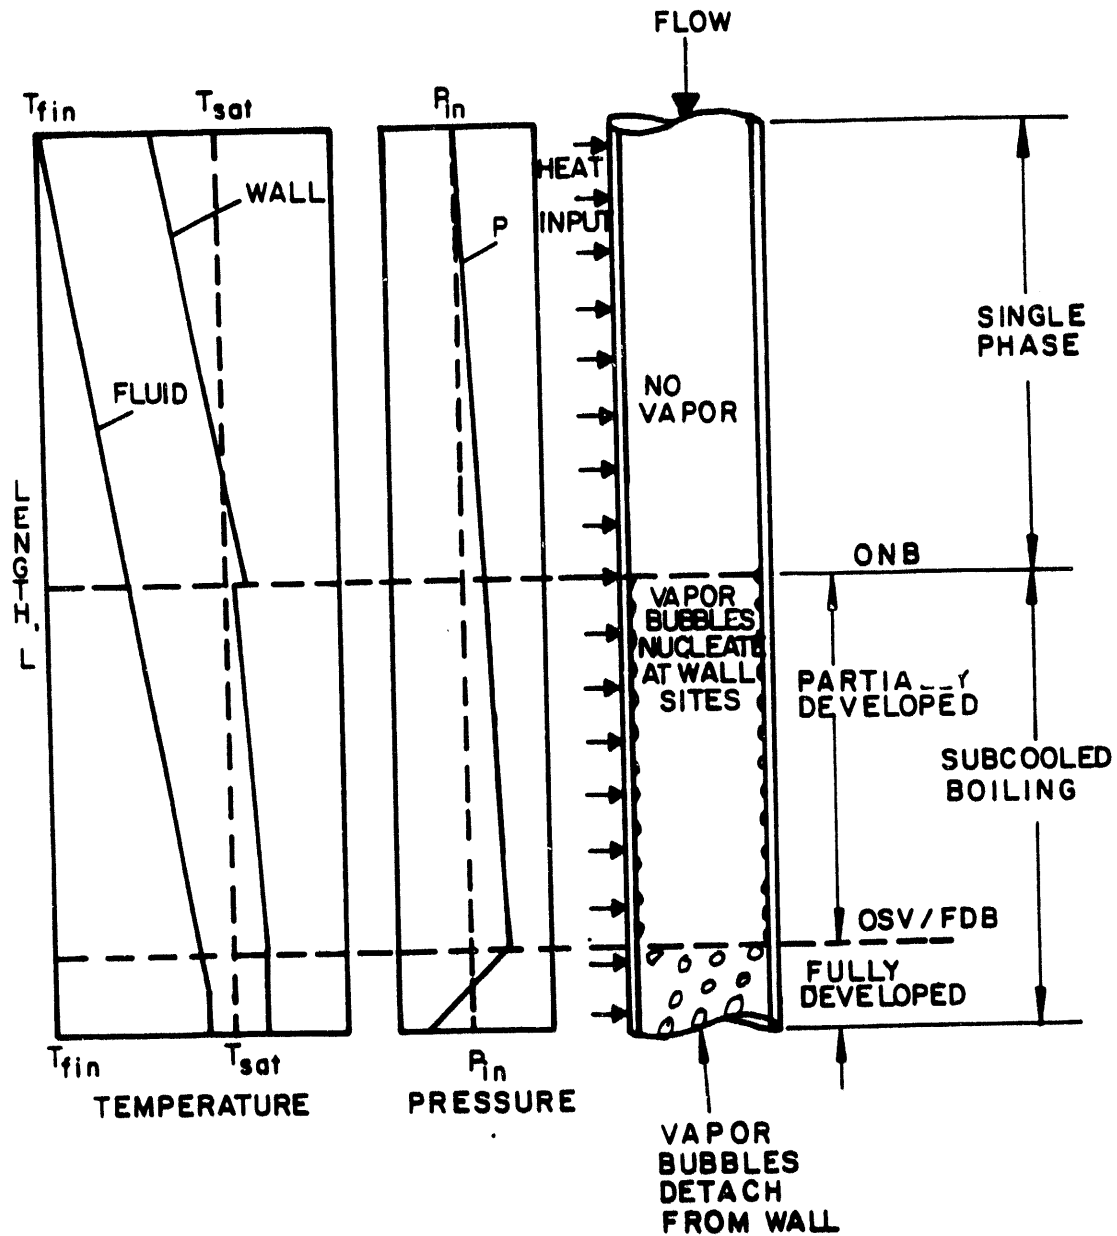 FLOW
Tfin
Tsat
Pin
HEAT
INPUT
WALL
P
FLUID
SINGLE
PHASE
NO
VAPOR
LENGTH, L
ONB
VAPOR
BUBBLES
NUCLEATE
AT WALL
SITES
DEVELOPED
SUBCOOLED
BOILING
OSV/FDB
FULLY
DEVELOPED
Tfin
Tsat
Pin
TEMPERATURE
PRESSURE
VAPOR
BUBBLES
DETACH
FROM WALL